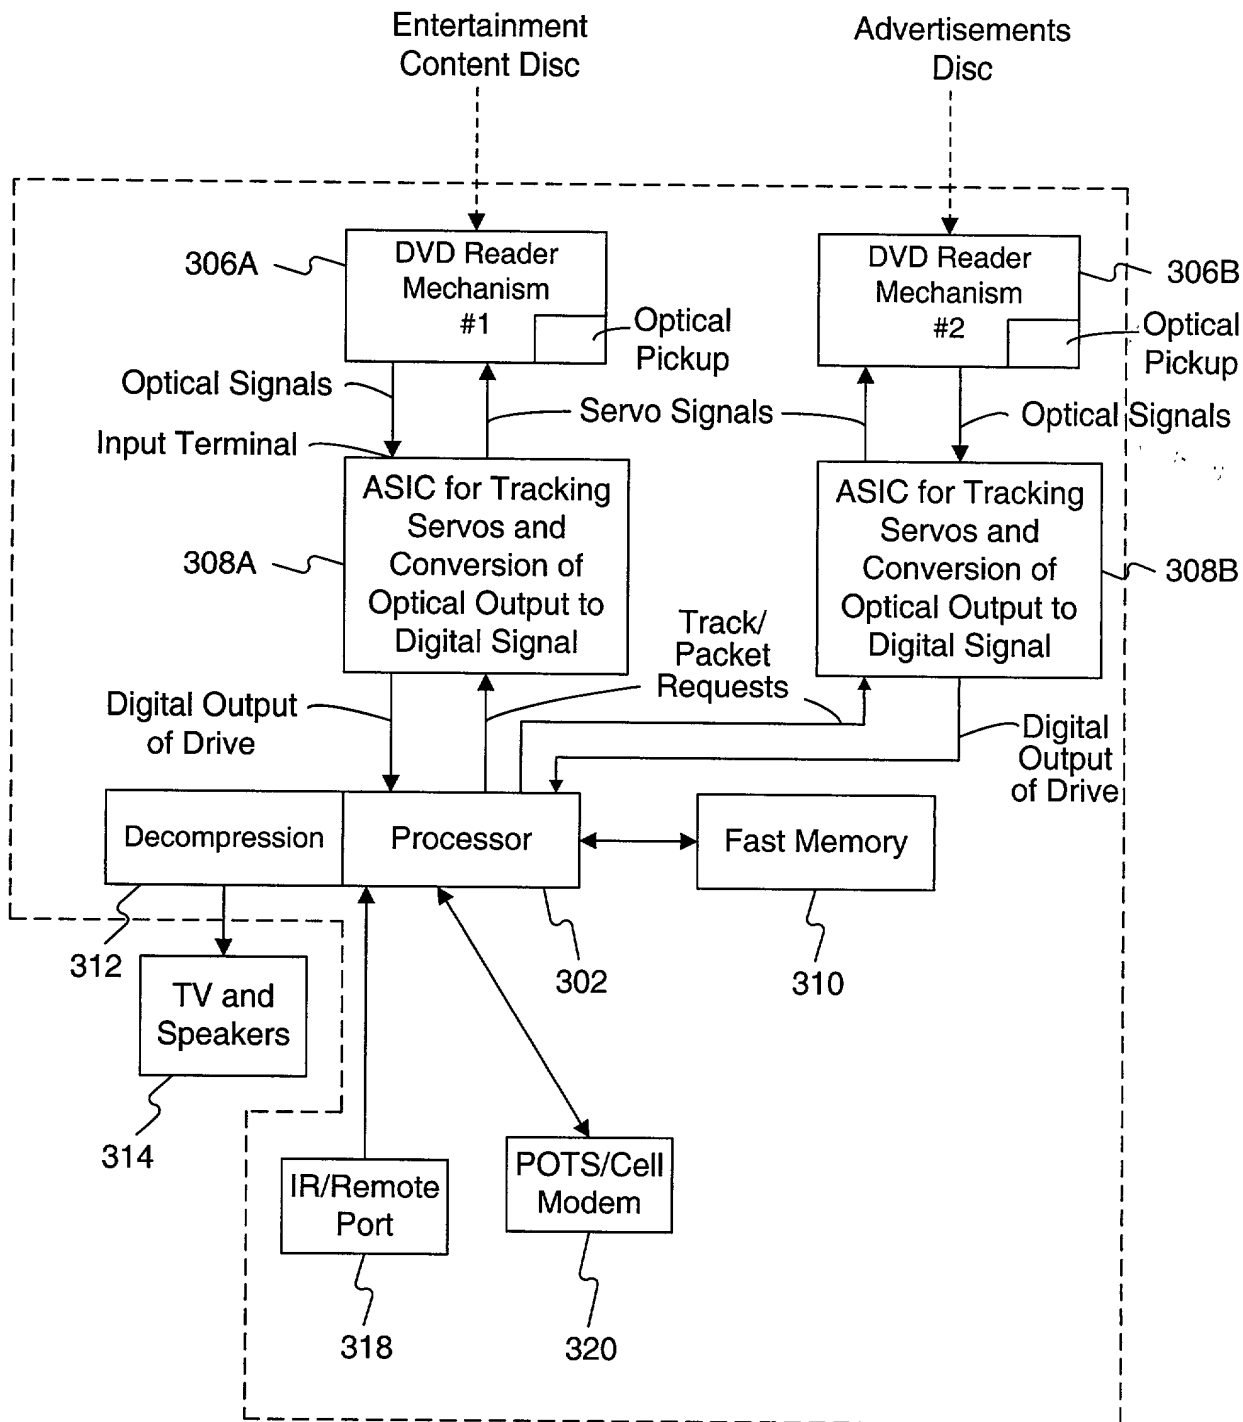 Entertainment
Content Disc
Advertisements
Disc
306A
DVD Reader
Mechanism
#1
Optical
Pickup
DVD Reader
Mechanism
#2
306B
Optical
Pickup
Optical Signals
Servo Signals
Optical Signals
Input Terminal
308A
ASIC for Tracking
Servos and
Conversion of
Optical Output to
Digital Signal
ASIC for Tracking
Servos and
Conversion of
Optical Output to
Digital Signal
308B
Track/
Packet
Requests
Digital Output
of Drive
Digital
Output
of Drive
Decompression
Processor
Fast Memory
312
302
310
TV and
Speakers
314
IR/Remote
Port
POTS/Cell
Modem
318
320